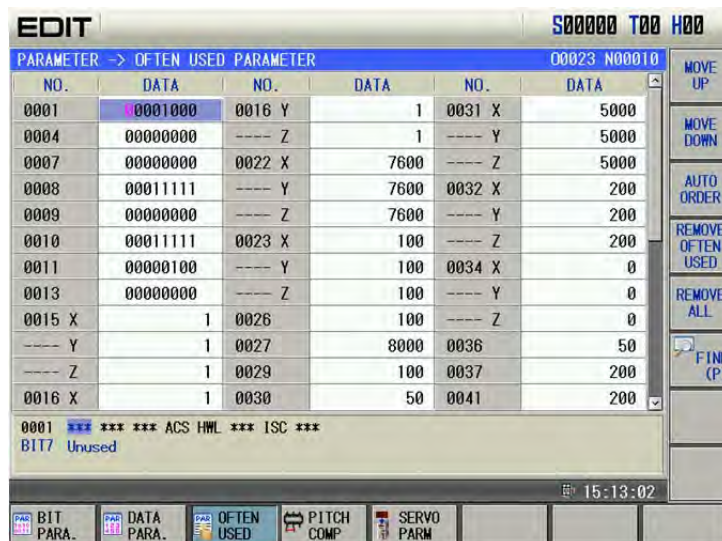 EDIT S00000 T00 H00
PARAMETER -> OFTEN USED PARAMETER O0023 N00010
NO. DATA NO. DATA NO. DATA
0001 00001000 0016 Y 1 0031 X 5000
0004 00000000 ---- Z 1 ---- Y 5000
0007 00000000 0022 X 7600 ---- Z 5000
0008 00011111 ---- Y 7600 0032 X 200
0009 00000000 ---- Z 7600 ---- Y 200
0010 00011111 0023 X 100 ---- Z 200
0011 00000100 ---- Y 100 0034 X 0
0013 00000000 ---- Z 100 ---- Y 0
0015 X 1 0026 100 ---- Z 0
---- Y 1 0027 8000 0036 50
---- Z 1 0029 100 0037 200
0016 X 1 0030 50 0041 200
0001 *** *** *** ACS HWL *** ISC ***
BIT7 Unused
15:13:02
MOVE
UP
MOVE
DOWN
AUTO
ORDER
REMOVE
OFTEN
USED
REMOVE
ALL
FIN
(P
PAR BIT
PARA.
PAR DATA
PARA.
PAR OFTEN
USED
PITCH
COMP
SERVO
PARM